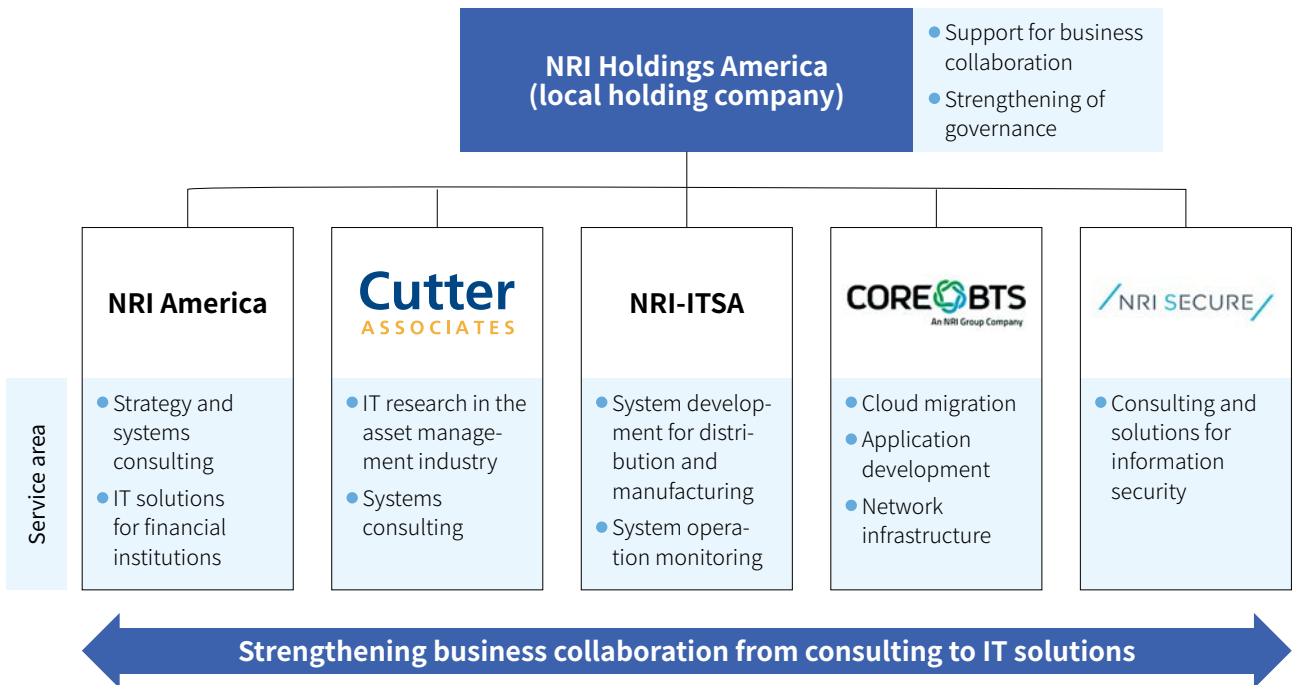 NRI Holdings America
(local holding company)
Support for business
collaboration
Strengthening of
governance
NRI America
Cutter
ASSOCIATES
NRI-ITSA
CORE BTS
An NRI Group Company
NRI SECURE
Service area
Strategy and
systems
consulting
IT solutions
for financial
institutions
IT research in the
asset manage-
ment industry
Systems
consulting
System develop-
ment for distri-
bution and
manufacturing
System opera-
tion monitoring
Cloud migration
Application
development
Network
infrastructure
Consulting and
solutions for
information
security
Strengthening business collaboration from consulting to IT solutions